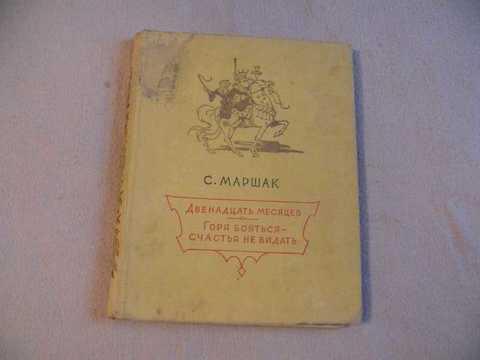 С. МАРШАК
ДВЕНАДЦАТЬ МЕСЯЦЕВ
ГОРЯ БОЯТЬСЯ –
СЧАСТЬЯ НЕ ВИДАТЬ